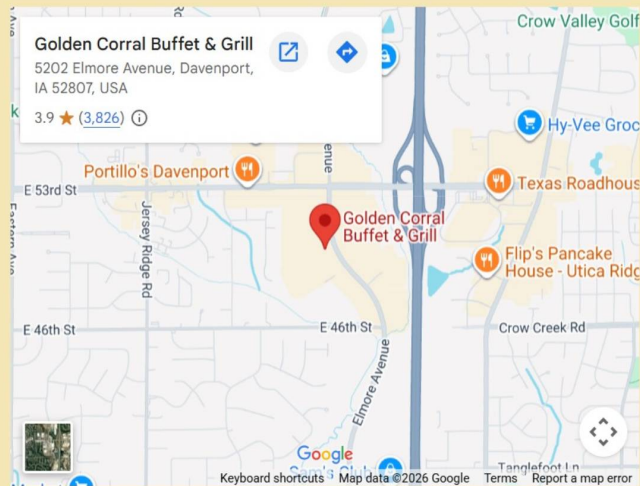 Crow Valley Golf
Golden Corral Buffet & Grill
5202 Elmore Avenue, Davenport,
IA 52807, USA
3.9 ★ (3,826)
Hy-Vee Groc
Portillo's Davenport
E 53rd St
Texas Roadhous
Jersey Ridge Rd
Golden Corral
Buffet & Grill
Flip's Pancake
House - Utica Ridg
E 46th St
E 46th St
Crow Creek Rd
Elmore Avenue
Google
Sam's Club
Tanglefoot Ln
Keyboard shortcuts
Map data ©2026 Google
Terms
Report a map error